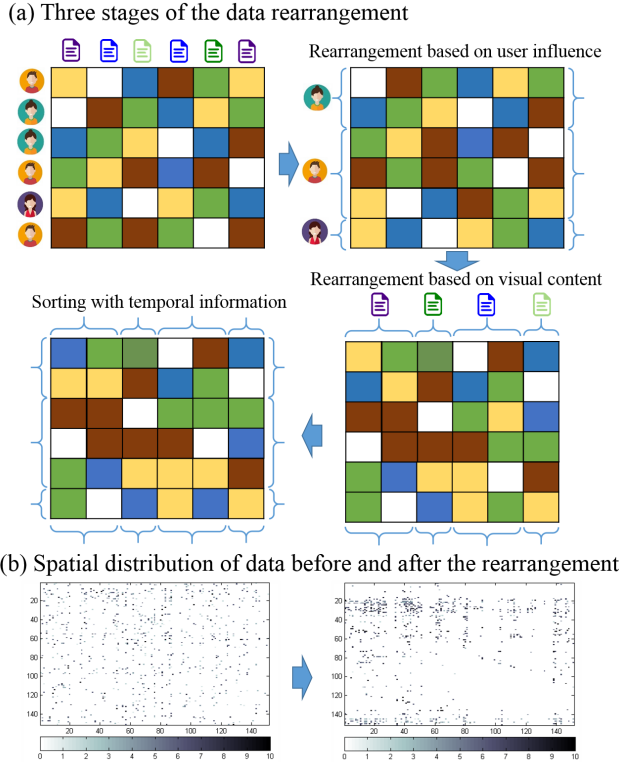 (a) Three stages of the data rearrangement
Rearrangement based on user influence
Rearrangement based on visual content
Sorting with temporal information
(b) Spatial distribution of data before and after the rearrangement
20
40
60
80
100
120
140
20 40 60 80 100 120 140
0 1 2 3 4 5 6 7 8 9 10
20
40
60
80
100
120
140
20 40 60 80 100 120 140
0 1 2 3 4 5 6 7 8 9 10